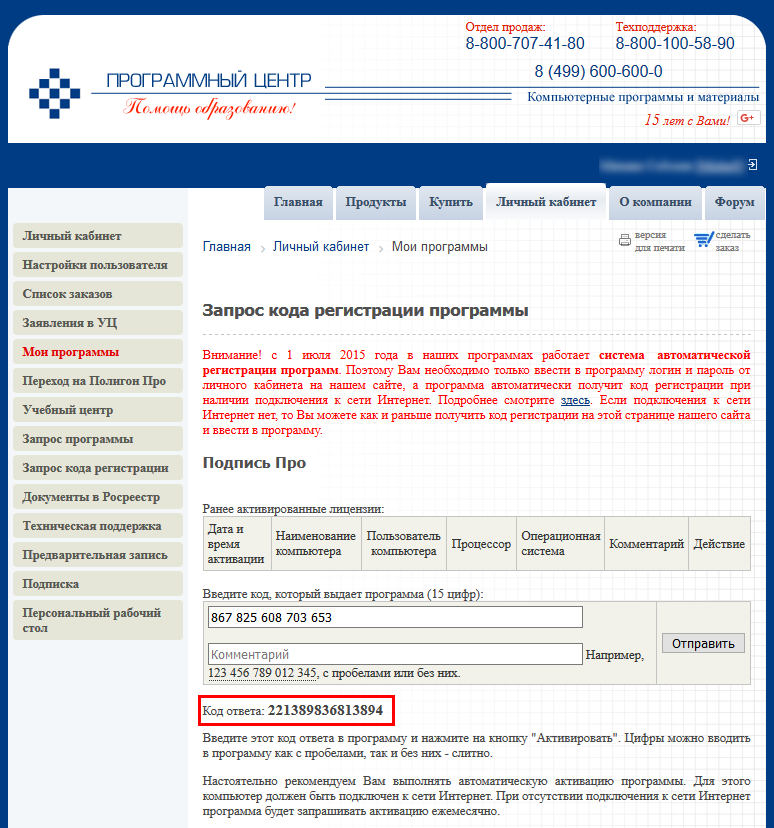 Отдел продаж: Техподдержка:
8-800-707-41-80 8-800-100-58-90
8 (499) 600-600-0
ПРОГРАММНЫЙ ЦЕНТР
Помощь образованию!
Компьютерные программы и материалы
15 лет с Вами! G+
Главная Продукты Купить Личный кабинет О компании Форум
Личный кабинет
Настройки пользователя
Список заказов
Заявления в УЦ
Мои программы
Переход на Полигон Про
Учебный центр
Запрос программы
Запрос кода регистрации
Документы в Росреестр
Техническая поддержка
Предварительная запись
Подписка
Персональный рабочий
стол
Главная Личный кабинет Мои программы
версия
для печати
сделать
заказ
Запрос кода регистрации программы
Внимание! с 1 июля 2015 года в наших программах работает система автоматической
регистрации программ. Поэтому Вам необходимо только ввести в программу логин и пароль от
личного кабинета на нашем сайте, а программа автоматически получит код регистрации при
наличии подключения к сети Интернет. Подробнее смотрите здесь. Если подключения к сети
Интернет нет, то Вы можете как и раньше получить код регистрации на этой странице нашего сайта
и ввести в программу.
Подпись Про
Ранее активированные лицензии:
Дата и
время
активации
Наименование
компьютера
Пользователь
компьютера
Процессор
Операционная
система
Комментарий
Действие
Введите код, который выдает программа (15 цифр):
867 825 608 703 653
Комментарий Например,
123 456 789 012 345, с пробелами или без них.
Отправить
Код ответа: 221389836813894
Введите этот код ответа в программу и нажмите на кнопку "Активировать". Цифры можно вводить
в программу как с пробелами, так и без них - слитно.
Настоятельно рекомендуем Вам выполнять автоматическую активацию программы. Для этого
компьютер должен быть подключен к сети Интернет. При отсутствии подключения к сети Интернет
программа будет запрашивать активацию ежемесячно.